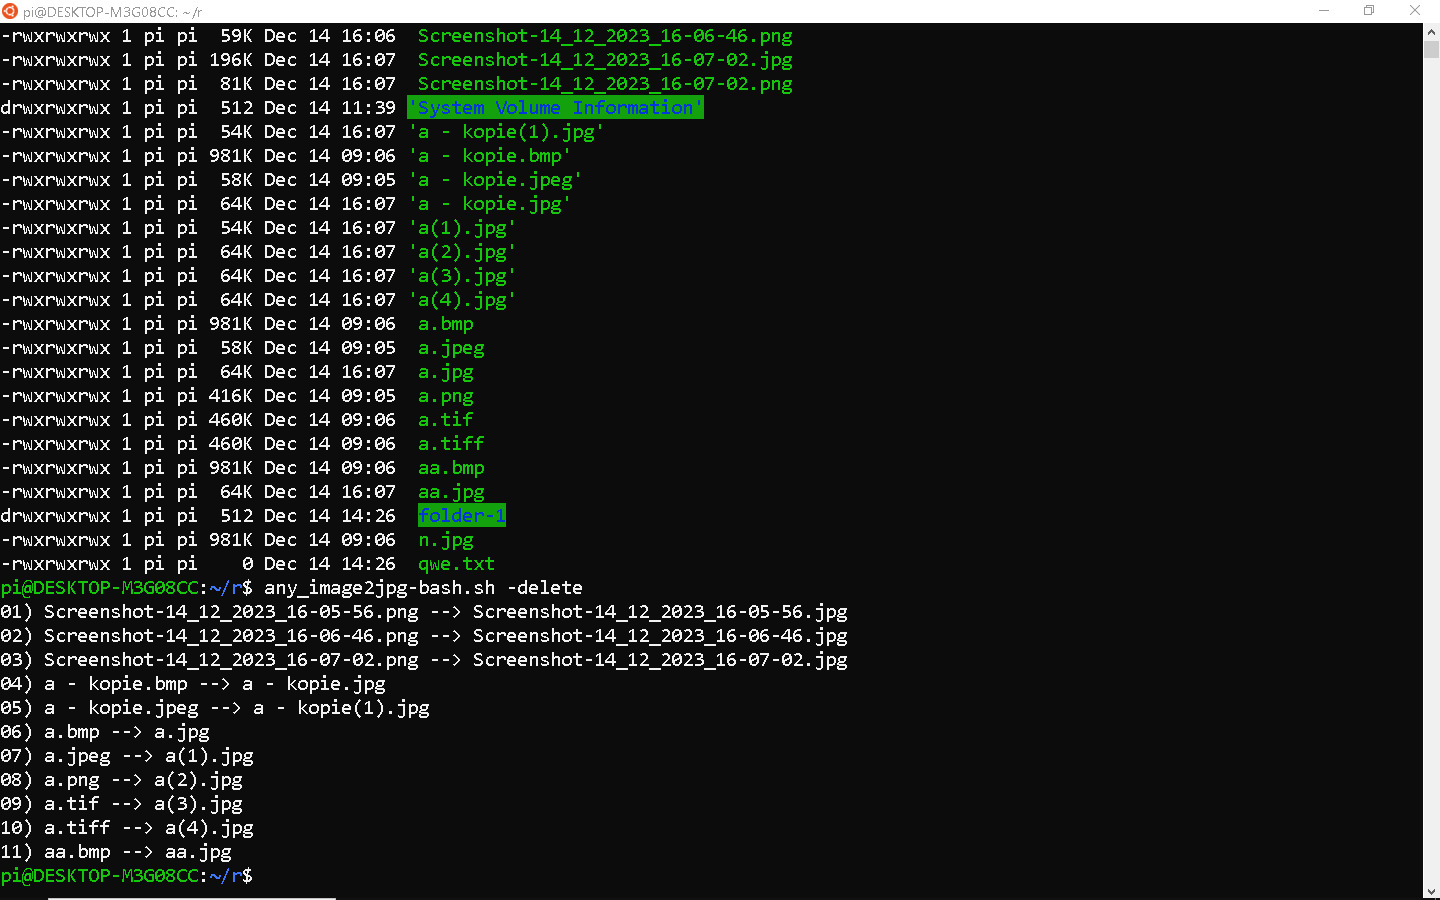 pi@DESKTOP-M3G08CC: ~/r
-rwxrwxrwx 1 pi pi  59K Dec 14 16:06  Screenshot-14_12_2023_16-06-46.png
-rwxrwxrwx 1 pi pi 196K Dec 14 16:07  Screenshot-14_12_2023_16-07-02.jpg
-rwxrwxrwx 1 pi pi  81K Dec 14 16:07  Screenshot-14_12_2023_16-07-02.png
drwxrwxrwx 1 pi pi  512 Dec 14 11:39 'System Volume Information'
-rwxrwxrwx 1 pi pi  54K Dec 14 16:07 'a - kopie(1).jpg'
-rwxrwxrwx 1 pi pi 981K Dec 14 09:06 'a - kopie.bmp'
-rwxrwxrwx 1 pi pi  58K Dec 14 09:05 'a - kopie.jpeg'
-rwxrwxrwx 1 pi pi  64K Dec 14 16:07 'a - kopie.jpg'
-rwxrwxrwx 1 pi pi  54K Dec 14 16:07 'a(1).jpg'
-rwxrwxrwx 1 pi pi  64K Dec 14 16:07 'a(2).jpg'
-rwxrwxrwx 1 pi pi  64K Dec 14 16:07 'a(3).jpg'
-rwxrwxrwx 1 pi pi  64K Dec 14 16:07 'a(4).jpg'
-rwxrwxrwx 1 pi pi 981K Dec 14 09:06  a.bmp
-rwxrwxrwx 1 pi pi  58K Dec 14 09:05  a.jpeg
-rwxrwxrwx 1 pi pi  64K Dec 14 16:07  a.jpg
-rwxrwxrwx 1 pi pi 416K Dec 14 09:05  a.png
-rwxrwxrwx 1 pi pi 460K Dec 14 09:06  a.tif
-rwxrwxrwx 1 pi pi 460K Dec 14 09:06  a.tiff
-rwxrwxrwx 1 pi pi 981K Dec 14 09:06  aa.bmp
-rwxrwxrwx 1 pi pi  64K Dec 14 16:07  aa.jpg
drwxrwxrwx 1 pi pi  512 Dec 14 14:26  folder-1
-rwxrwxrwx 1 pi pi 981K Dec 14 09:06  n.jpg
-rwxrwxrwx 1 pi pi    0 Dec 14 14:26  qwe.txt
pi@DESKTOP-M3G08CC:~/r$ any_image2jpg-bash.sh -delete
01) Screenshot-14_12_2023_16-05-56.png --> Screenshot-14_12_2023_16-05-56.jpg
02) Screenshot-14_12_2023_16-06-46.png --> Screenshot-14_12_2023_16-06-46.jpg
03) Screenshot-14_12_2023_16-07-02.png --> Screenshot-14_12_2023_16-07-02.jpg
04) a - kopie.bmp --> a - kopie.jpg
05) a - kopie.jpeg --> a - kopie(1).jpg
06) a.bmp --> a.jpg
07) a.jpeg --> a(1).jpg
08) a.png --> a(2).jpg
09) a.tif --> a(3).jpg
10) a.tiff --> a(4).jpg
11) aa.bmp --> aa.jpg
pi@DESKTOP-M3G08CC:~/r$